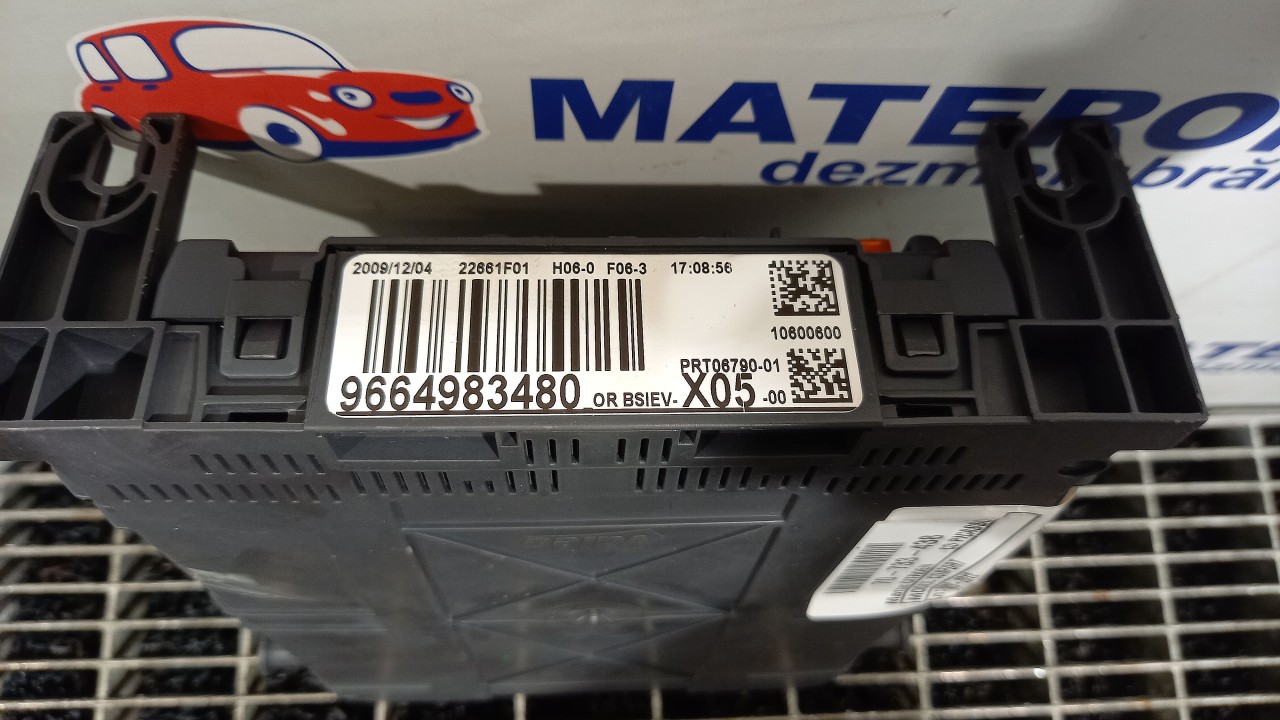 MATERO
dezm
brăr
2009/12/04 22661F01 H06-0 F06-3 17:08:56
10600600
PRT06790-01
9664983480 OR BSIEV- X05 -00